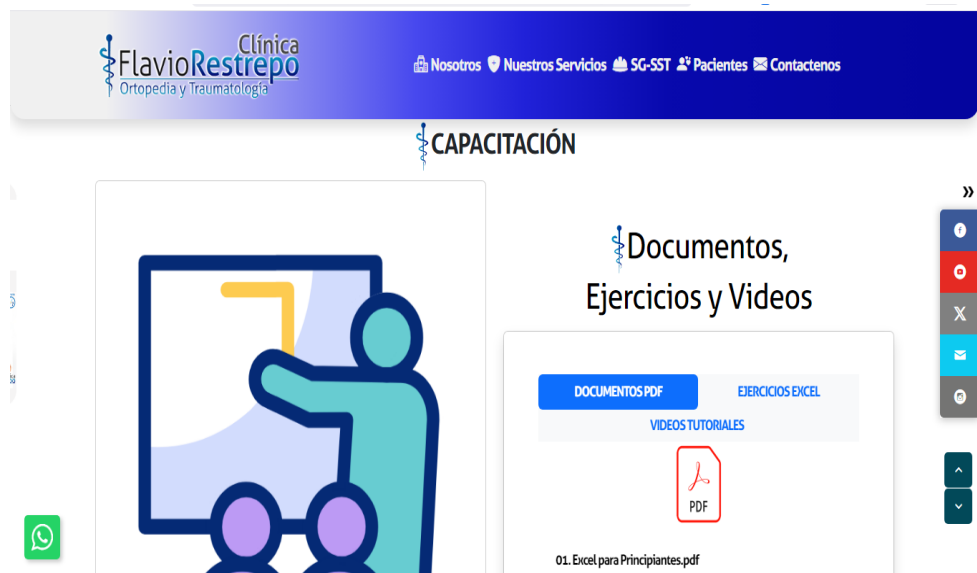 Clínica
FlavioRestrepo
Ortopedia y Traumatología
Nosotros Nuestros Servicios SG-SST Pacientes Contactenos
CAPACITACIÓN
Documentos,
Ejercicios y Videos
DOCUMENTOS PDF EJERCICIOS EXCEL
VIDEOS TUTORIALES
PDF
01. Excel para Principiantes.pdf